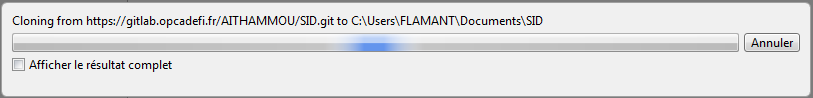 Cloning from https://gitlab.opcadefi.fr/AITHAMMOU/SID.git to C:\Users\FLAMANT\Documents\SID
Annuler
Afficher le résultat complet